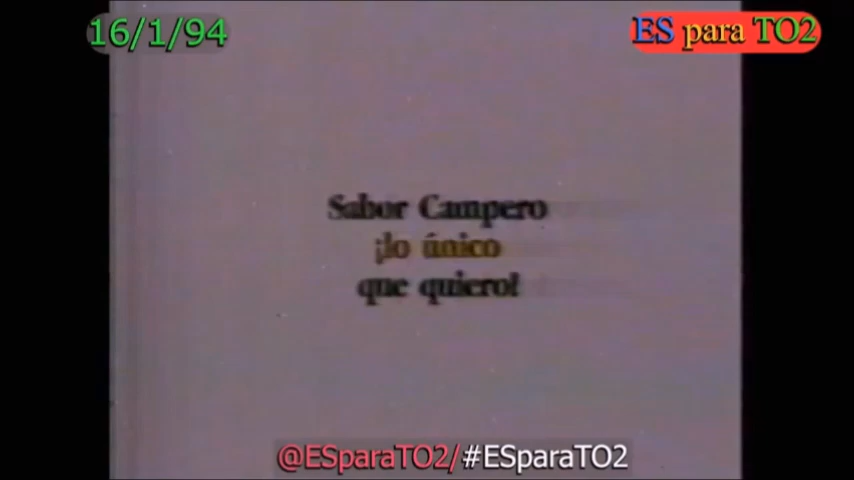 16/1/94
ES para TO2
Sabor Campero
¡lo único
que quiero!
@ESparaTO2/#ESparaTO2